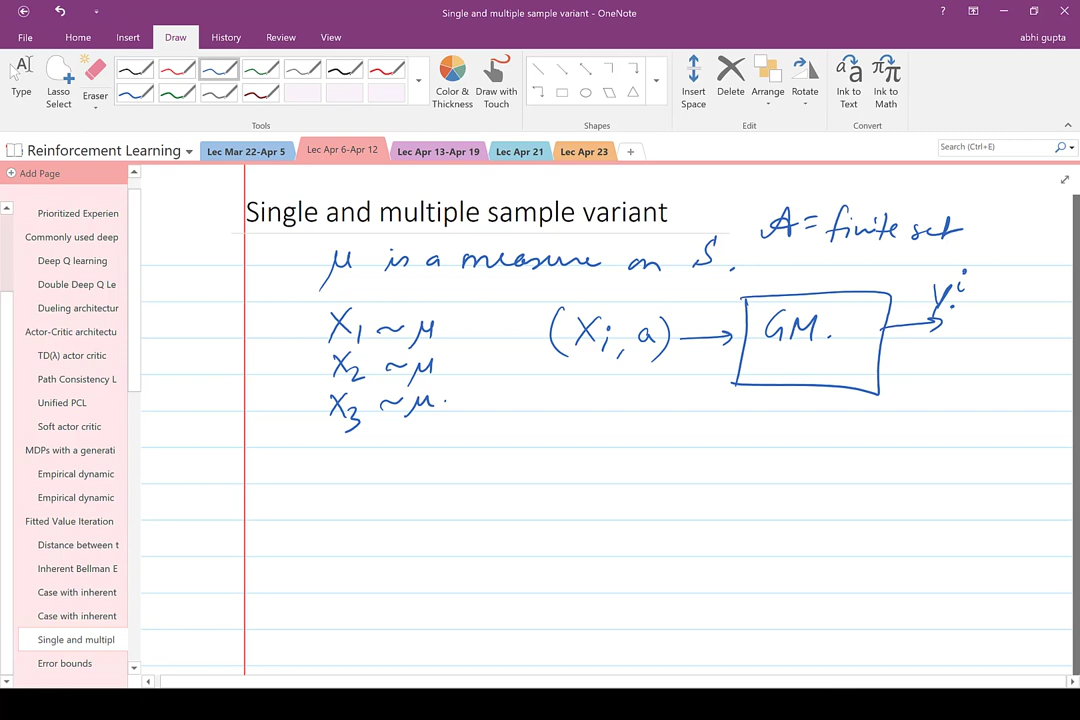 Single and multiple sample variant - OneNote
File Home Insert Draw History Review View
abhi gupta
Type
Lasso Select
Eraser
Color & Thickness
Draw with Touch
Insert Space
Delete
Arrange
Rotate
Ink to Text
Ink to Math
Tools
Shapes
Edit
Convert
Reinforcement Learning
Lec Mar 22-Apr 5
Lec Apr 6-Apr 12
Lec Apr 13-Apr 19
Lec Apr 21
Lec Apr 23
Search (Ctrl+E)
Add Page
Prioritized Experien
Commonly used deep
Deep Q learning
Double Deep Q Le
Dueling architectur
Actor-Critic architectu
TD(λ) actor critic
Path Consistency L
Unified PCL
Soft actor critic
MDPs with a generati
Empirical dynamic
Empirical dynamic
Fitted Value Iteration
Distance between t
Inherent Bellman E
Case with inherent
Case with inherent
Single and multipl
Error bounds
Single and multiple sample variant
A = finite set
μ is a measure on S.
X₁ ~ μ
X₂ ~ μ
X₃ ~ μ.
(Xᵢ, a) → GM. →